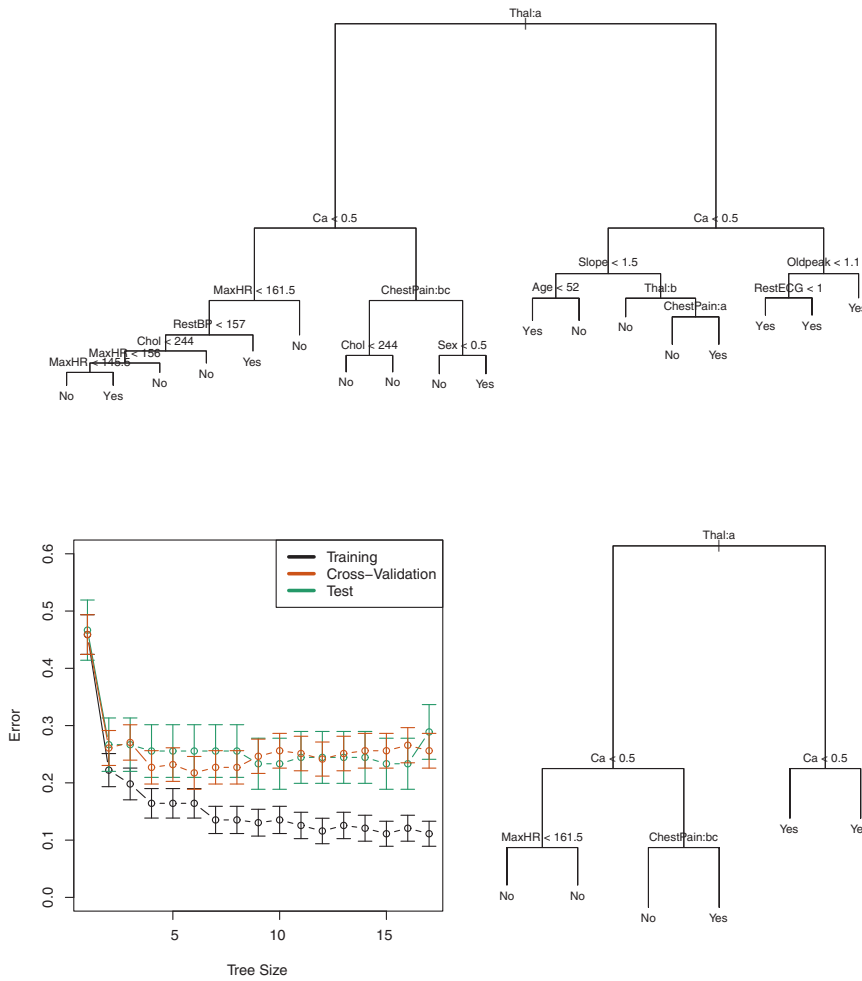 Thal:a
Ca < 0.5
Ca < 0.5
Slope < 1.5
Oldpeak < 1.1
MaxHR < 161.5
ChestPain:bc
Age < 52
Thal:b
RestECG < 1
ChestPain:a
Yes
Yes
No
No
Yes
Yes
RestBP < 157
No
Chol < 244
Chol < 244
Sex < 0.5
No
Yes
MaxHR < 156
Yes
No
MaxHR < 145.5
No
No
No
No
Yes
No
Yes
Thal:a
Ca < 0.5
Ca < 0.5
MaxHR < 161.5
ChestPain:bc
Yes
Ye
No
No
No
Yes
Training
Cross−Validation
Test
0.6
0.5
0.4
0.3
0.2
0.1
0.0
Error
5
10
15
Tree Size